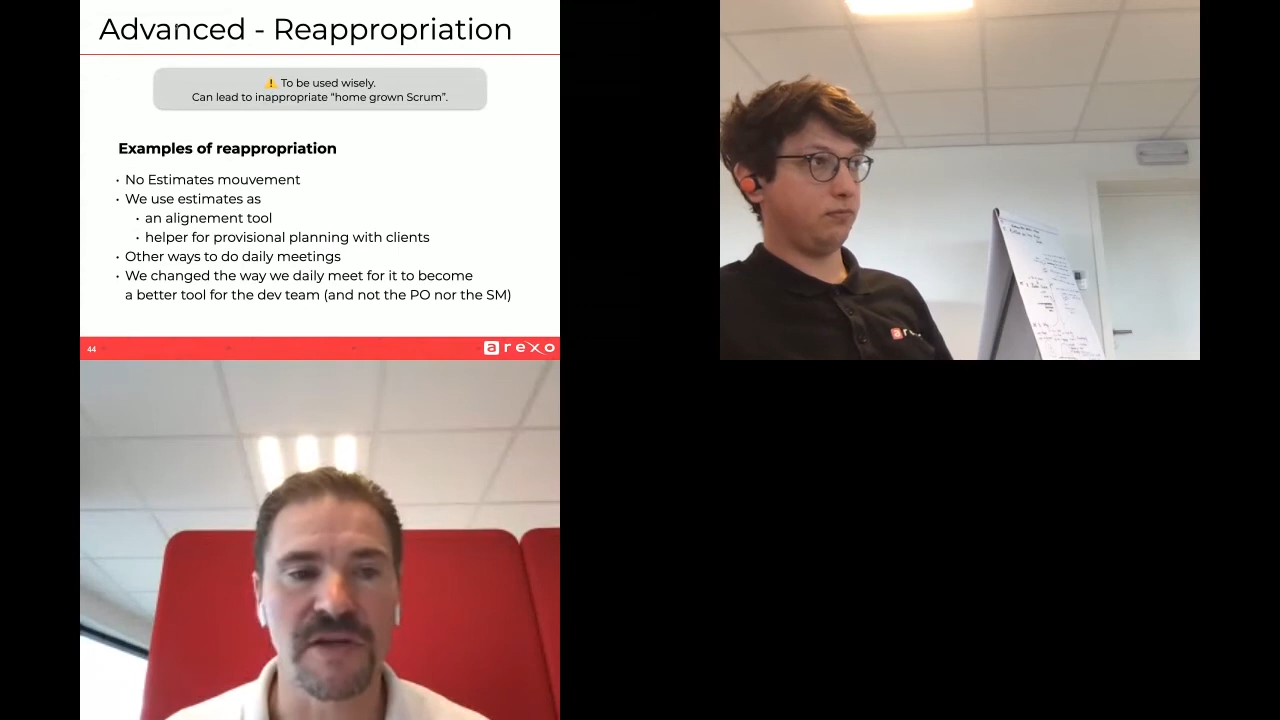 Advanced - Reappropriation
⚠️ To be used wisely.
Can lead to inappropriate “home grown Scrum”.
Examples of reappropriation
• No Estimates mouvement
• We use estimates as
• an alignement tool
• helper for provisional planning with clients
• Other ways to do daily meetings
• We changed the way we daily meet for it to become
a better tool for the dev team (and not the PO nor the SM)
44
arexo